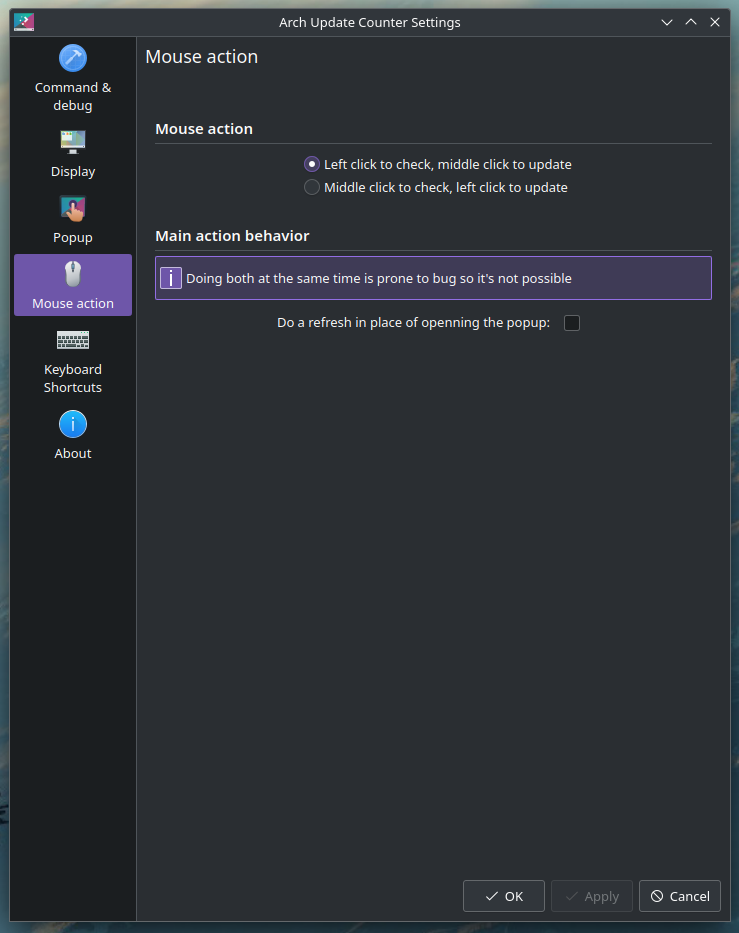 Arch Update Counter Settings
Command &
debug
Display
Popup
Mouse action
Keyboard
Shortcuts
About
Mouse action
Mouse action
Left click to check, middle click to update
Middle click to check, left click to update
Main action behavior
Doing both at the same time is prone to bug so it's not possible
Do a refresh in place of openning the popup:
OK
Apply
Cancel